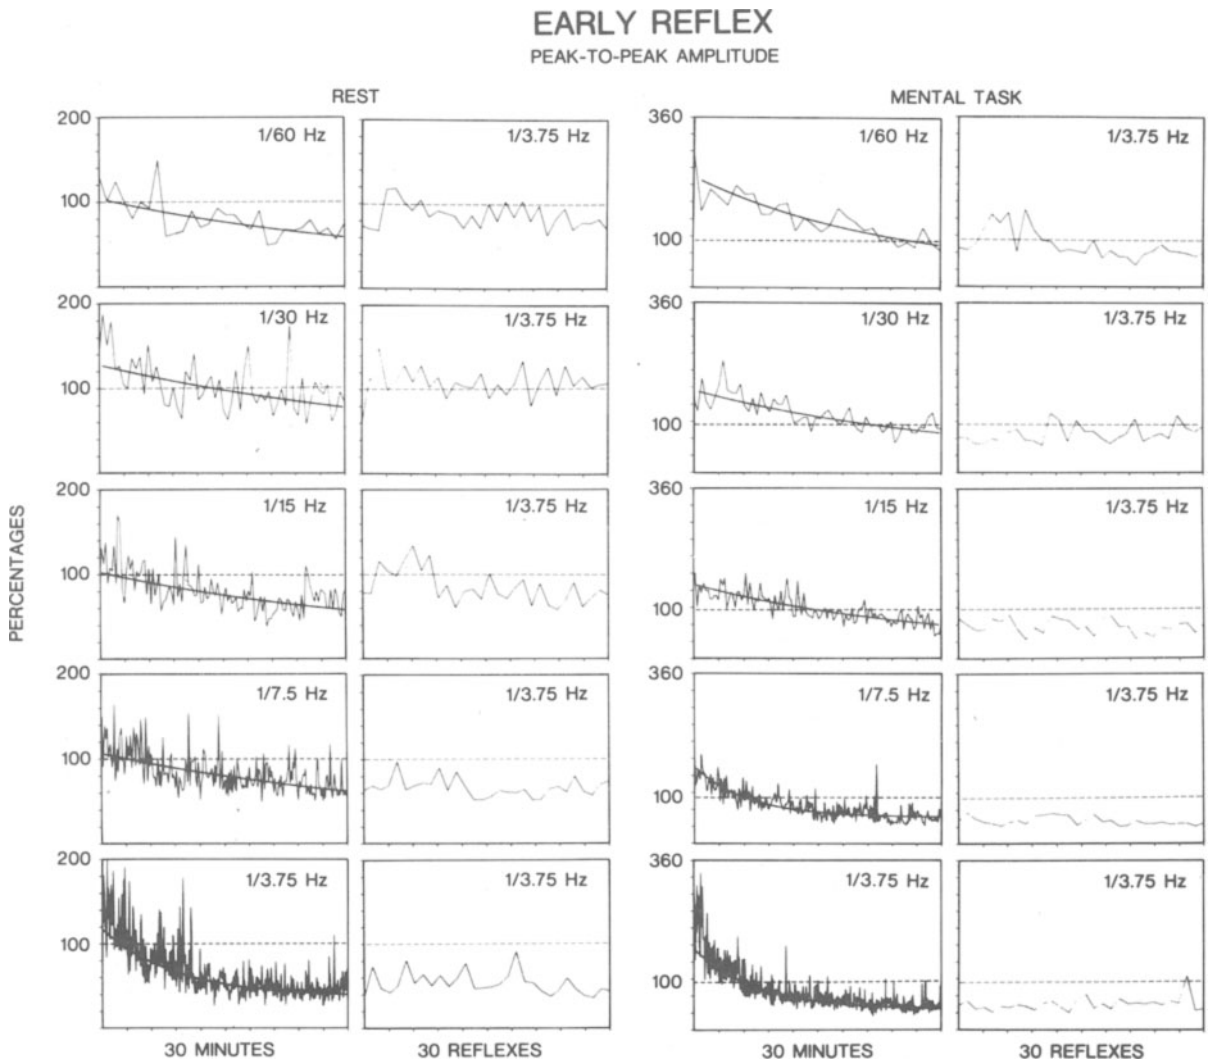 EARLY REFLEX
PEAK-TO-PEAK AMPLITUDE
REST
MENTAL TASK
200 1/60 Hz 1/3.75 Hz 360 1/60 Hz 1/3.75 Hz
100 100
200 1/30 Hz 1/3.75 Hz 360 1/30 Hz 1/3.75 Hz
100 100
200 1/15 Hz 1/3.75 Hz 360 1/15 Hz 1/3.75 Hz
PERCENTAGES
100 100
200 1/7.5 Hz 1/3.75 Hz 360 1/7.5 Hz 1/3.75 Hz
100 100
200 1/3.75 Hz 1/3.75 Hz 360 1/3.75 Hz 1/3.75 Hz
100 100
30 MINUTES 30 REFLEXES 30 MINUTES 30 REFLEXES